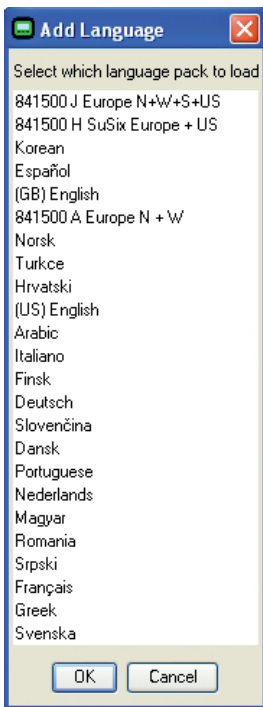 Add Language
Select which language pack to load
841500 J Europe N+W+S+US
841500 H SuSix Europe + US
Korean
Español
(GB) English
841500 A Europe N + W
Norsk
Turkce
Hrvatski
(US) English
Arabic
Italiano
Finsk
Deutsch
Slovenčina
Dansk
Portuguese
Nederlands
Magyar
Romania
Srpski
Français
Greek
Svenska
OK Cancel